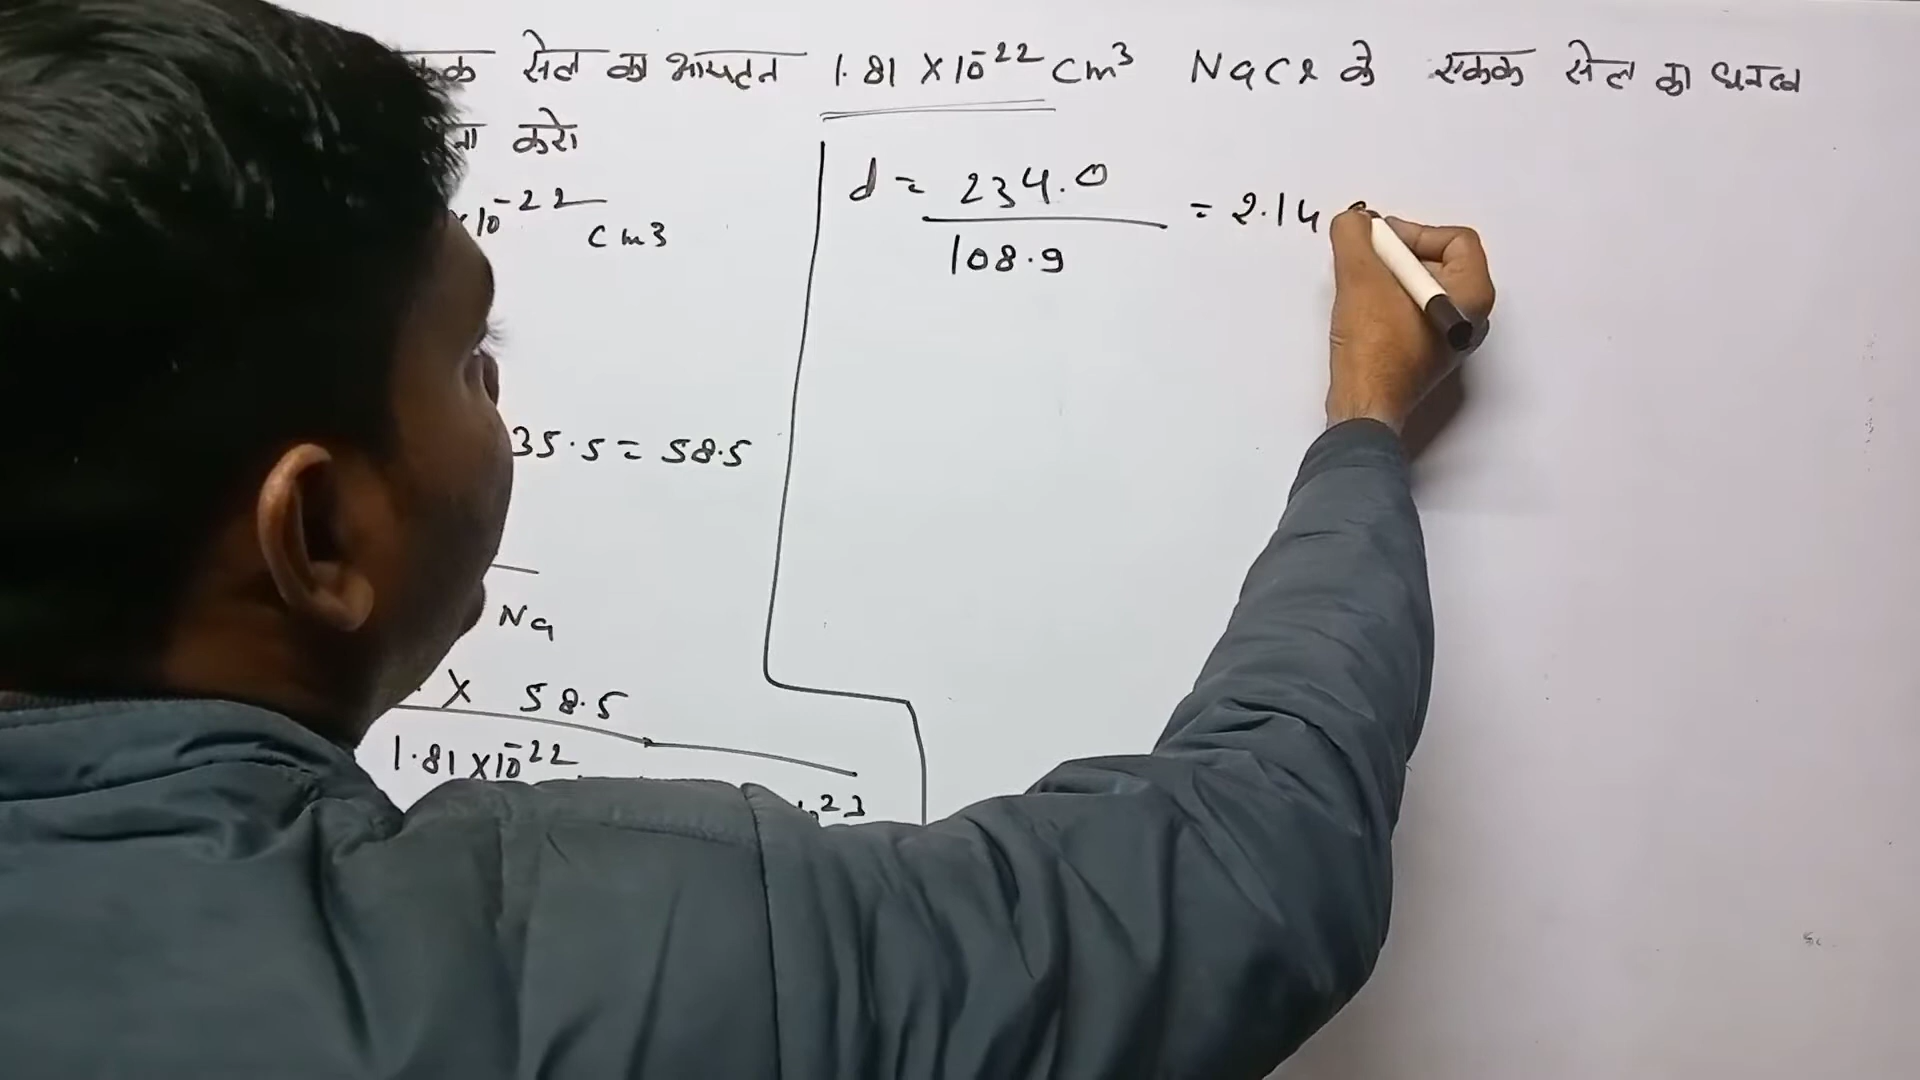 सेल का आयतन 1.81 X 10⁻²² Cm³ NaCl के एकक सेल का घनत्व
करो
10⁻²² Cm3
d = 234.0 / 108.9 = 2.14
35.5 = 58.5
Na
X 58.5
1.81 X 10⁻²²
23